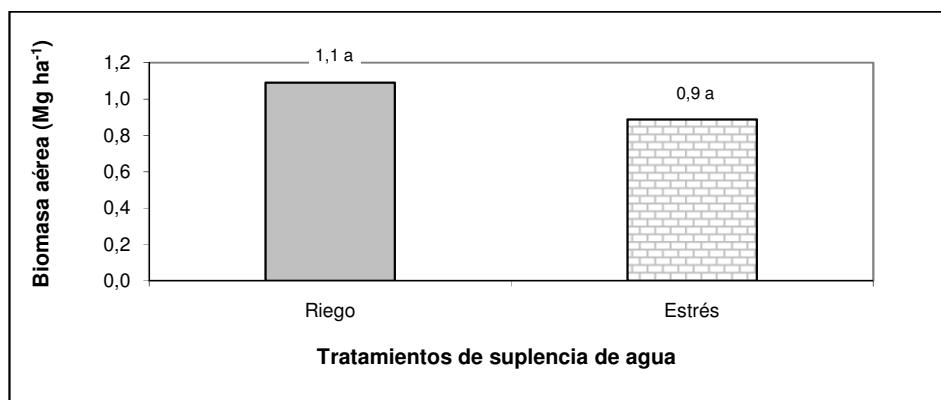 Biomasa aérea (Mg ha⁻¹)
1,2
1,0
0,8
0,6
0,4
0,2
0,0
1,1 a
0,9 a
Riego
Estrés
Tratamientos de suplencia de agua